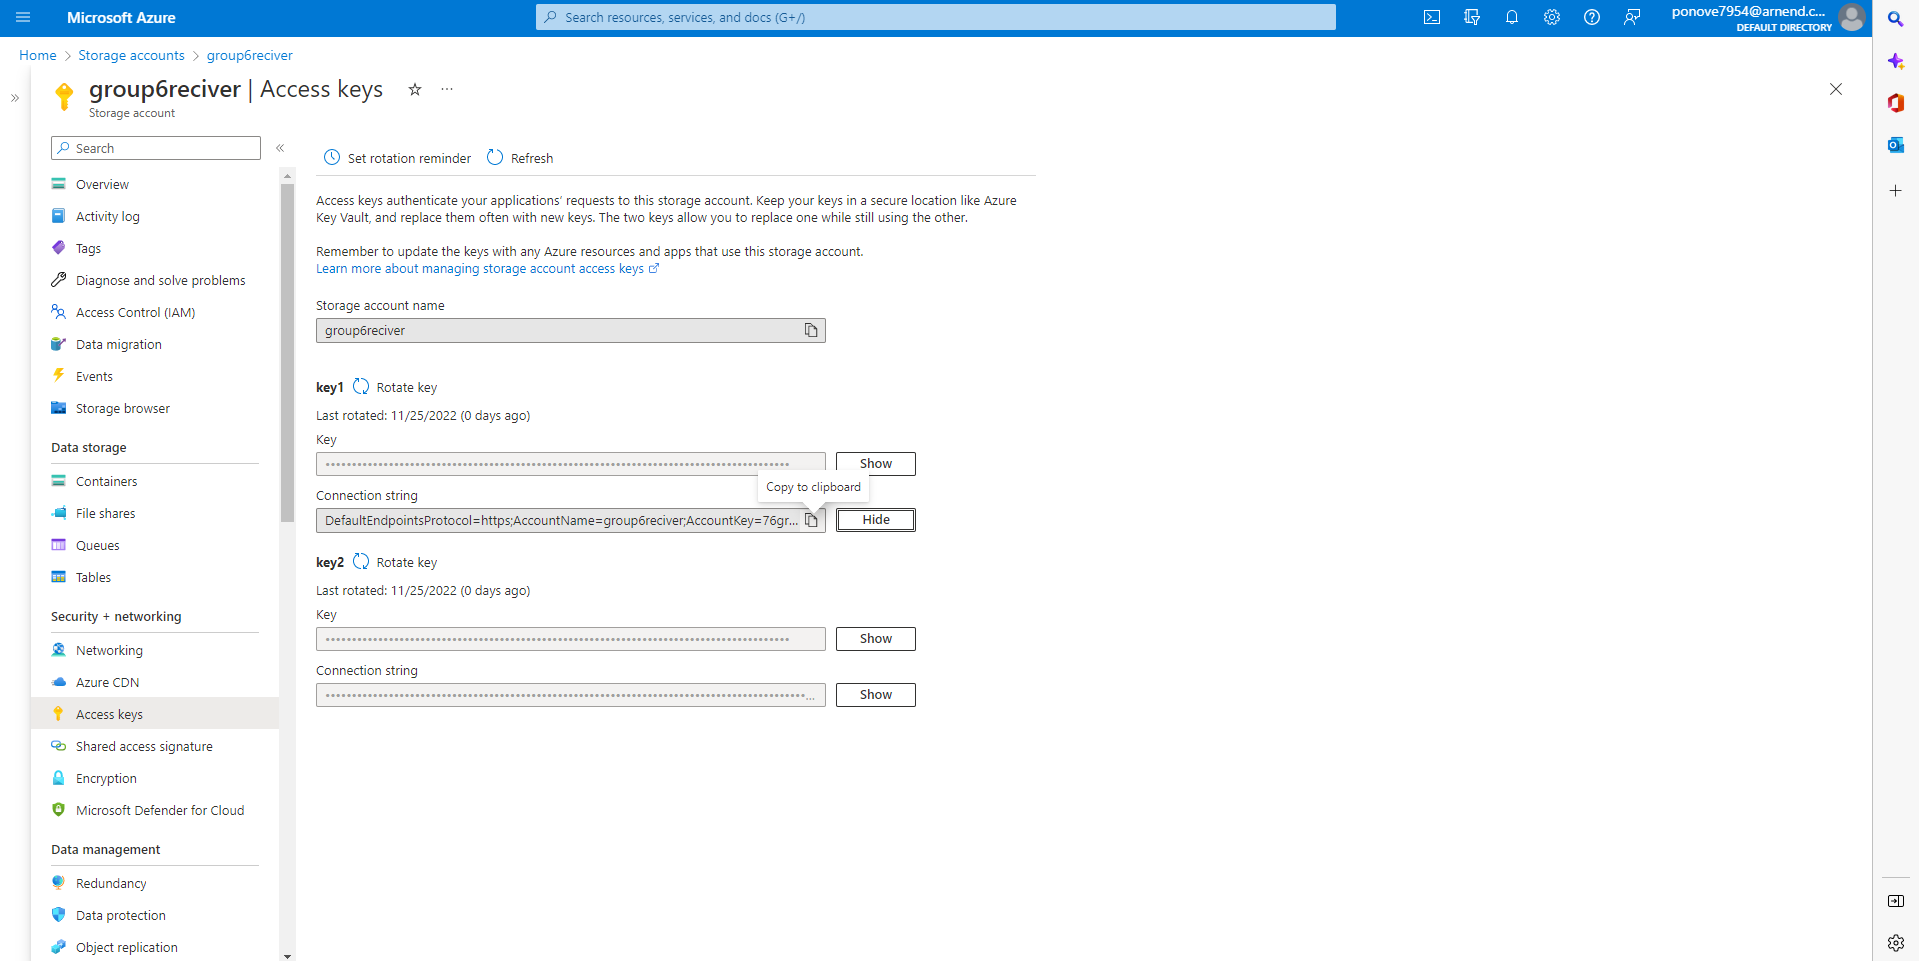 Microsoft Azure
Search resources, services, and docs (G+/)
ponove7954@arnend.c...
DEFAULT DIRECTORY
Home > Storage accounts > group6reciver
group6reciver | Access keys
Storage account
Search
Overview
Activity log
Tags
Diagnose and solve problems
Access Control (IAM)
Data migration
Events
Storage browser
Data storage
Containers
File shares
Queues
Tables
Security + networking
Networking
Azure CDN
Access keys
Shared access signature
Encryption
Microsoft Defender for Cloud
Data management
Redundancy
Data protection
Object replication
Set rotation reminder
Refresh
Access keys authenticate your applications' requests to this storage account. Keep your keys in a secure location like Azure
Key Vault, and replace them often with new keys. The two keys allow you to replace one while still using the other.
Remember to update the keys with any Azure resources and apps that use this storage account.
Learn more about managing storage account access keys
Storage account name
group6reciver
key1 Rotate key
Last rotated: 11/25/2022 (0 days ago)
Key
Show
Copy to clipboard
Connection string
DefaultEndpointsProtocol=https;AccountName=group6reciver;AccountKey=76gr...
Hide
key2 Rotate key
Last rotated: 11/25/2022 (0 days ago)
Key
Show
Connection string
Show